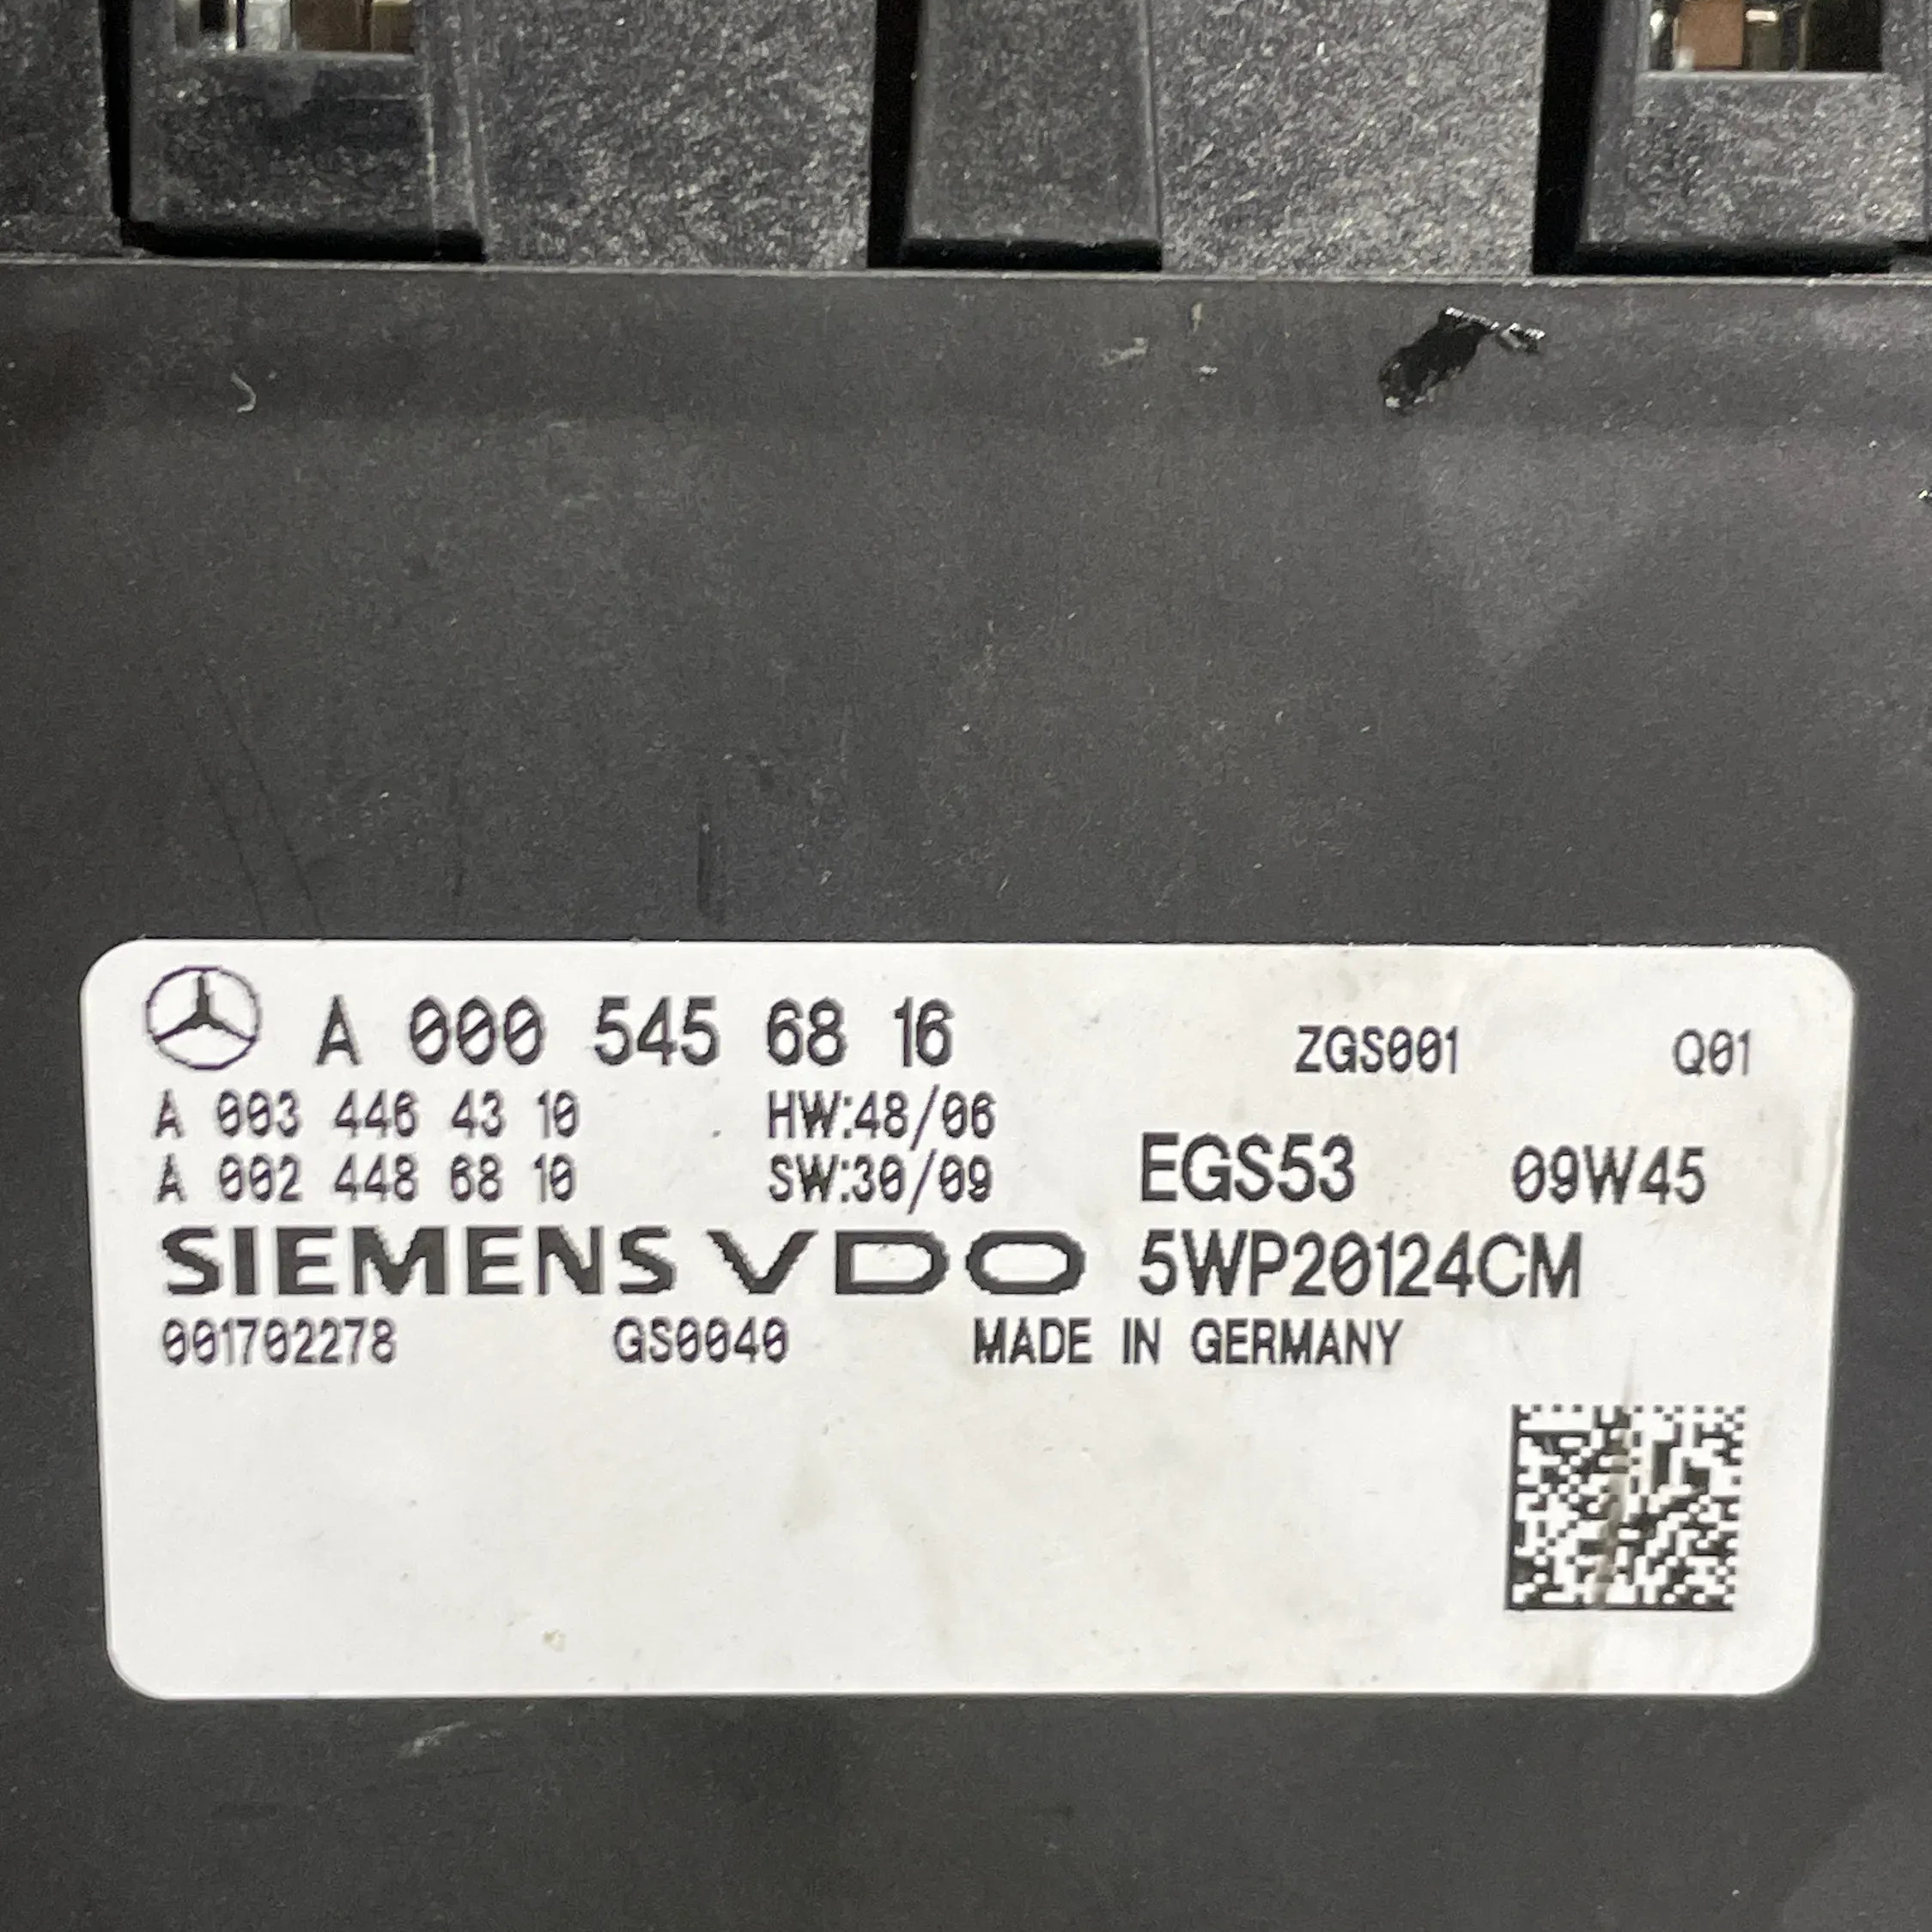 A 000 545 68 16 ZGS001 Q01
A 003 446 43 10 HW:48/06
A 002 448 68 10 SW:30/09 EGS53 09W45
SIEMENS VDO 5WP20124CM
001702278 GS0040 MADE IN GERMANY